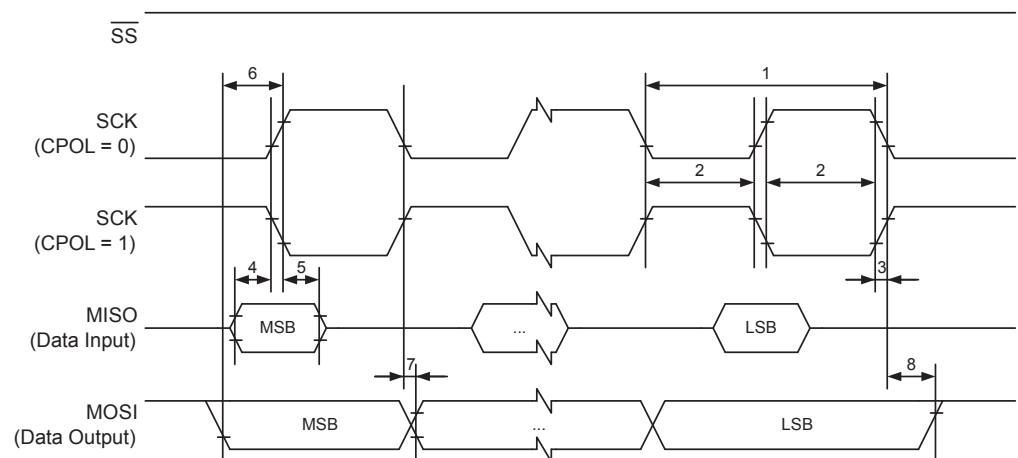 SS
6
1
SCK
(CPOL = 0)
2
2
SCK
(CPOL = 1)
4
5
3
MISO
(Data Input)
MSB
...
LSB
7
8
MOSI
(Data Output)
MSB
...
LSB